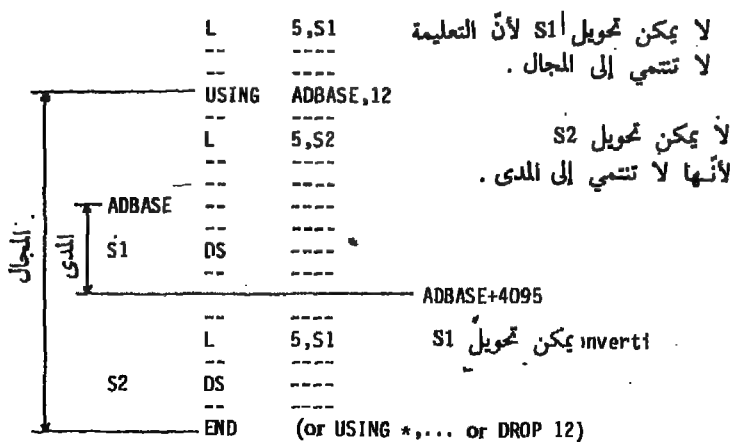 L 5,S1 لا يمكن تحويل S1 لأنّ التعليمة
-- ---- لا تنتمي إلى المجال .
-- ----
USING ADBASE,12
-- ----
L 5,S2 لا يمكن تحويل S2
-- ---- لأنّها لا تنتمي إلى المدى .
-- ----
ADBASE -- ----
-- ----
S1 DS ----
-- ----
المجال
المدى
ADBASE+4095
-- ----
L 5,S1 يمكن تحويل S1 nverti
-- ----
S2 DS ----
-- ----
END (or USING *,... or DROP 12)